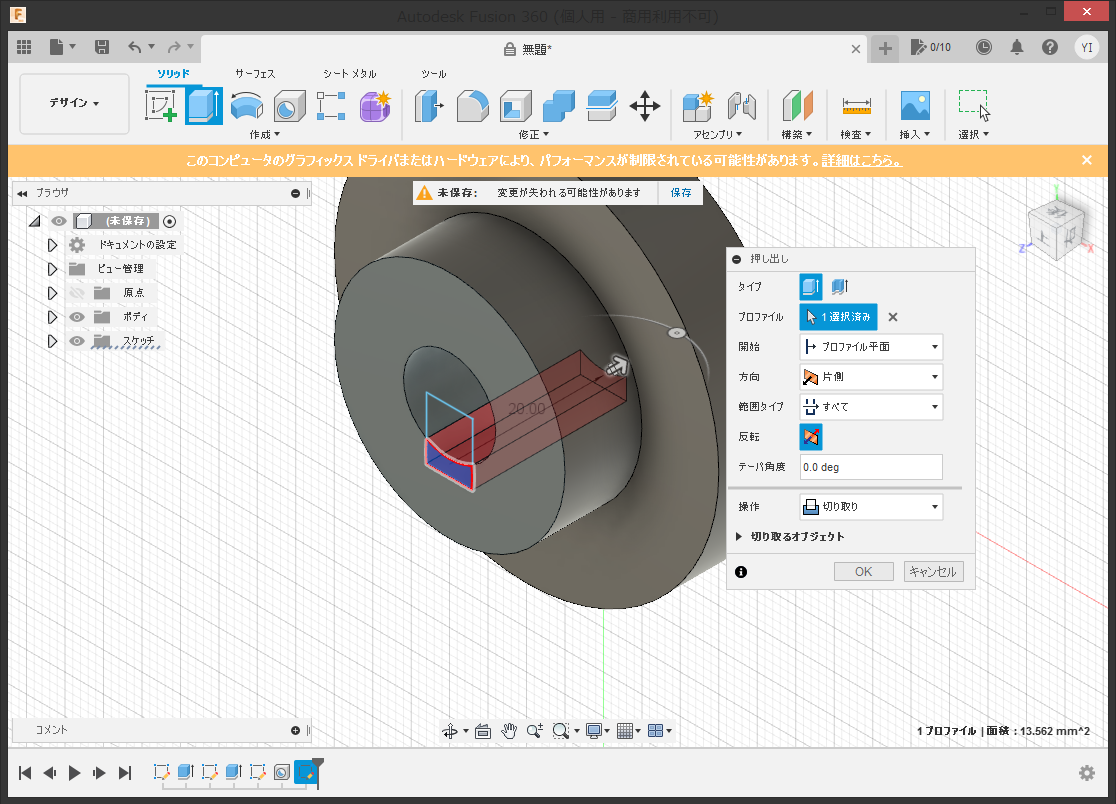 Autodesk Fusion 360 (個人用 - 商用利用不可)
無題*
0/10
YI
ソリッド サーフェス シート メタル ツール
デザイン
作成 修正 アセンブリ 構築 検査 挿入 選択
このコンピュータのグラフィックス ドライバまたはハードウェアにより、パフォーマンスが制限されている可能性があります。詳細はこちら。
ブラウザ
未保存: 変更が失われる可能性があります 保存
(未保存)
ドキュメントの設定
ビュー管理
原点
ボディ
スケッチ
20.00
Y
Z
X
押し出し
タイプ
プロファイル 1 選択済み
開始 プロファイル平面
方向 片側
範囲タイプ すべて
反転
テーパ角度 0.0 deg
操作 切り取り
切り取るオブジェクト
OK キャンセル
コメント
1 プロファイル | 面積 : 13.562 mm^2